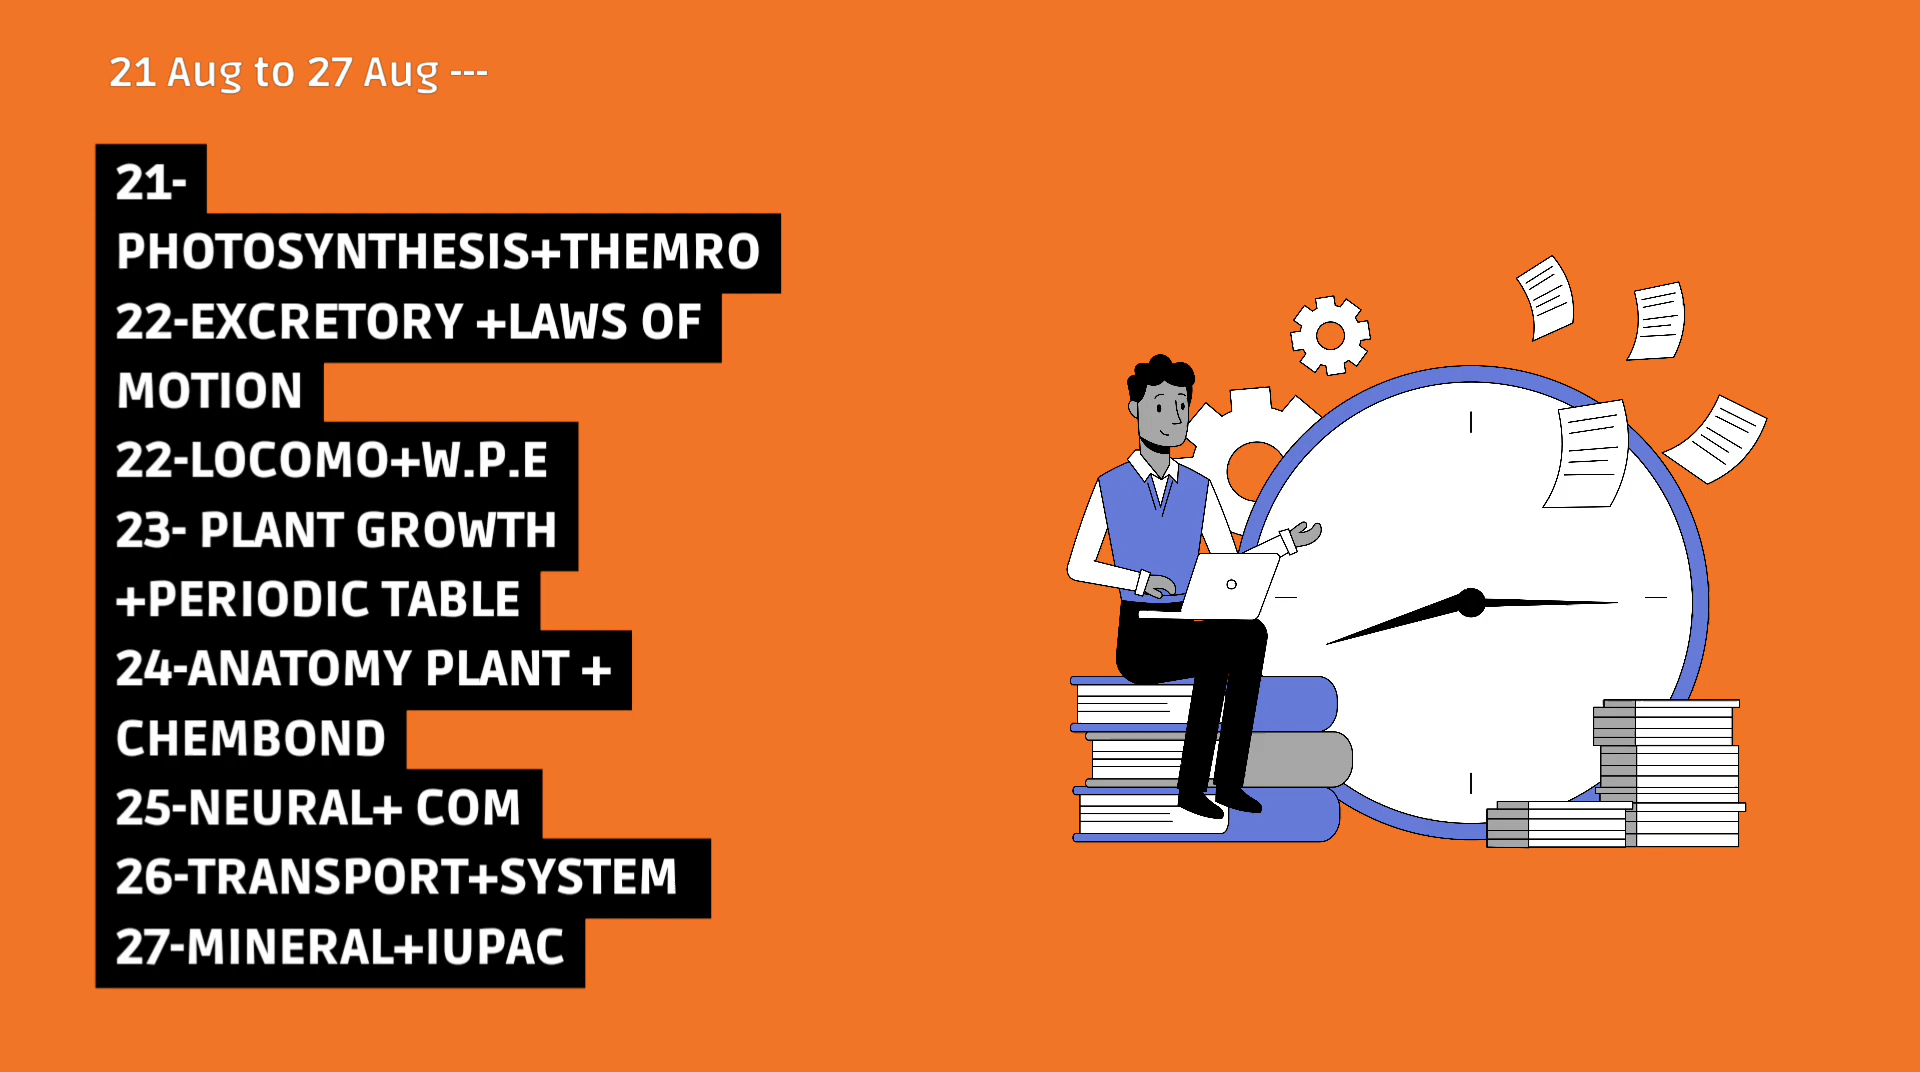 21 Aug to 27 Aug ---
21-
PHOTOSYNTHESIS+THEMRO
22-EXCRETORY +LAWS OF
MOTION
22-LOCOMO+W.P.E
23- PLANT GROWTH
+PERIODIC TABLE
24-ANATOMY PLANT +
CHEMBOND
25-NEURAL+ COM
26-TRANSPORT+SYSTEM
27-MINERAL+IUPAC